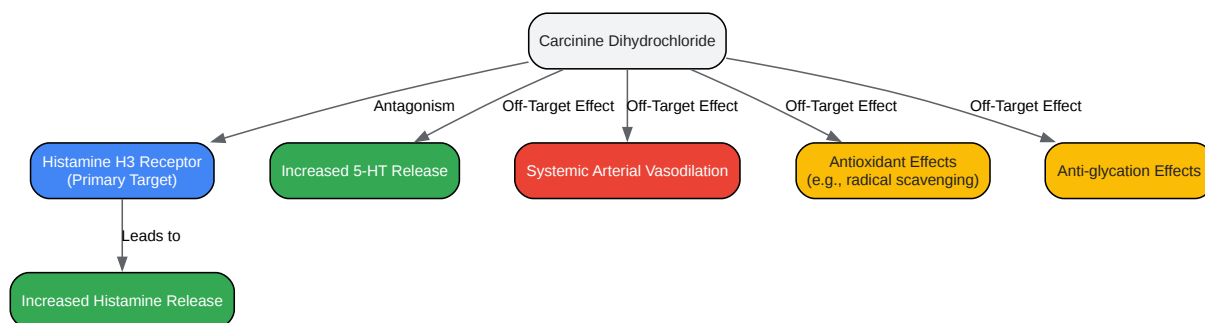 Carcinine Dihydrochloride
Antagonism
Off-Target Effect
Off-Target Effect
Off-Target Effect
Off-Target Effect
Histamine H3 Receptor
(Primary Target)
Increased 5-HT Release
Systemic Arterial Vasodilation
Antioxidant Effects
(e.g., radical scavenging)
Anti-glycation Effects
Leads to
Increased Histamine Release